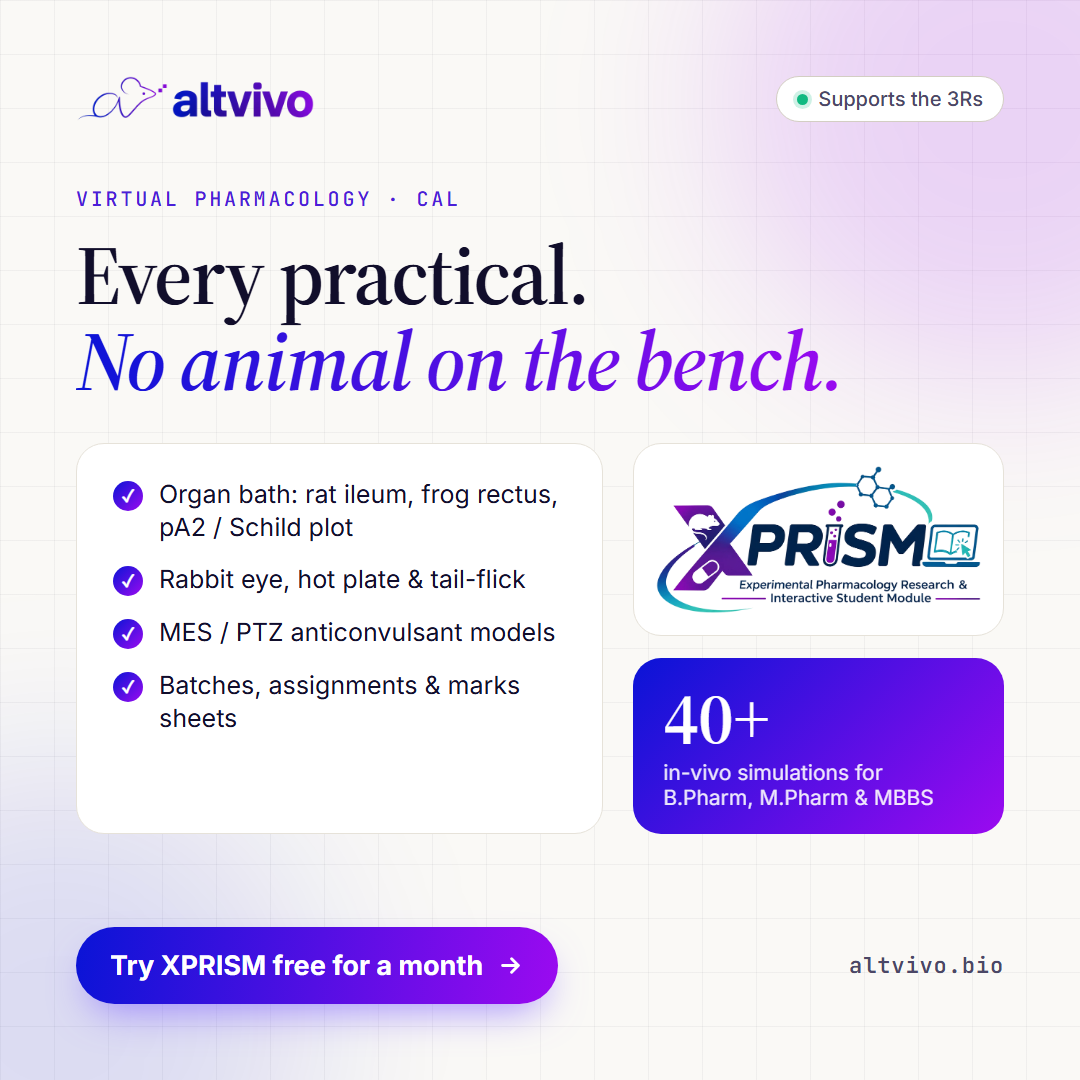 altvivo
Supports the 3Rs
VIRTUAL PHARMACOLOGY · CAL
Every practical.
No animal on the bench.
Organ bath: rat ileum, frog rectus,
pA2 / Schild plot
Rabbit eye, hot plate & tail-flick
MES / PTZ anticonvulsant models
Batches, assignments & marks
sheets
XPRISM
Experimental Pharmacology Research &
Interactive Student Module
40+
in-vivo simulations for
B.Pharm, M.Pharm & MBBS
Try XPRISM free for a month →
altvivo.bio